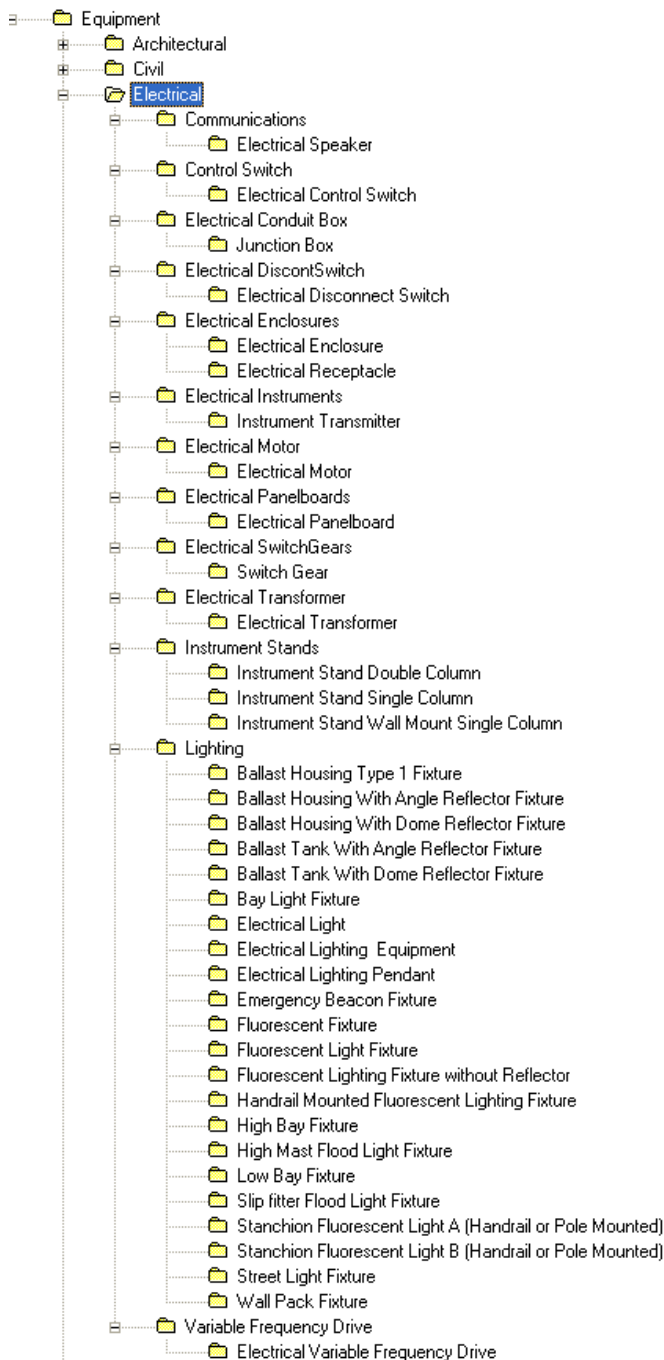 Equipment
Architectural
Civil
Electrical
Communications
Electrical Speaker
Control Switch
Electrical Control Switch
Electrical Conduit Box
Junction Box
Electrical DiscontSwitch
Electrical Disconnect Switch
Electrical Enclosures
Electrical Enclosure
Electrical Receptacle
Electrical Instruments
Instrument Transmitter
Electrical Motor
Electrical Motor
Electrical Panelboards
Electrical Panelboard
Electrical SwitchGears
Switch Gear
Electrical Transformer
Electrical Transformer
Instrument Stands
Instrument Stand Double Column
Instrument Stand Single Column
Instrument Stand Wall Mount Single Column
Lighting
Ballast Housing Type 1 Fixture
Ballast Housing With Angle Reflector Fixture
Ballast Housing With Dome Reflector Fixture
Ballast Tank With Angle Reflector Fixture
Ballast Tank With Dome Reflector Fixture
Bay Light Fixture
Electrical Light
Electrical Lighting  Equipment
Electrical Lighting Pendant
Emergency Beacon Fixture
Fluorescent Fixture
Fluorescent Light Fixture
Fluorescent Lighting Fixture without Reflector
Handrail Mounted Fluorescent Lighting Fixture
High Bay Fixture
High Mast Flood Light Fixture
Low Bay Fixture
Slip fitter Flood Light Fixture
Stanchion Fluorescent Light A (Handrail or Pole Mounted)
Stanchion Fluorescent Light B (Handrail or Pole Mounted)
Street Light Fixture
Wall Pack Fixture
Variable Frequency Drive
Electrical Variable Frequency Drive